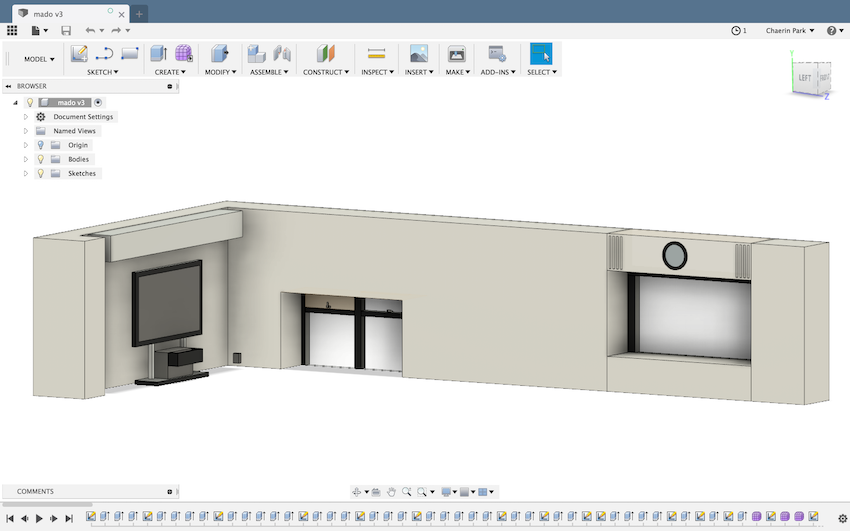 mado v3
1
Chaerin Park
MODEL
SKETCH
CREATE
MODIFY
ASSEMBLE
CONSTRUCT
INSPECT
INSERT
MAKE
ADD-INS
SELECT
LEFT
Y
Z
BROWSER
mado v3
Document Settings
Named Views
Origin
Bodies
Sketches
COMMENTS